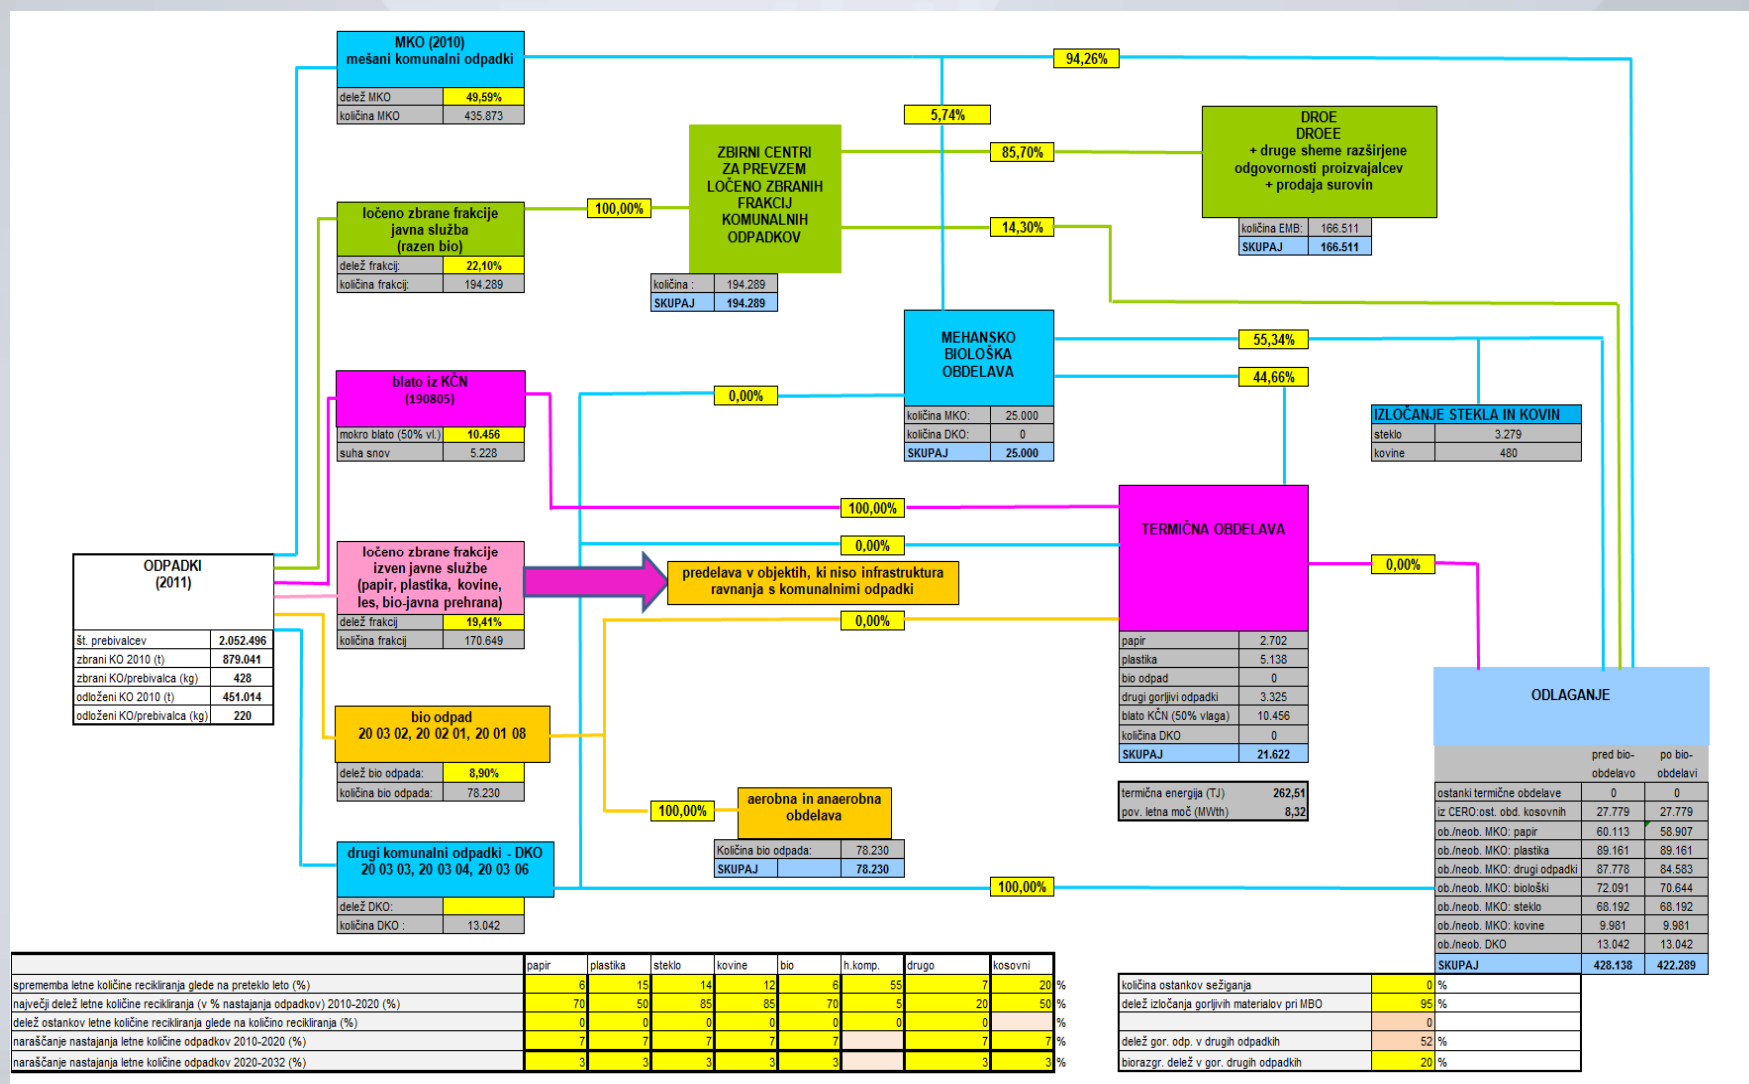 MKO (2010)
mešani komunalni odpadki
delež MKO 49,59%
količina MKO 435.873
94,26%
5,74%
ZBIRNI CENTRI
ZA PREVZEM
LOČENO ZBRANIH
FRAKCIJ
KOMUNALNIH
ODPADKOV
količina : 194.289
SKUPAJ 194.289
85,70%
14,30%
DROE
DROEE
+ druge sheme razširjene
odgovornosti proizvajalcev
+ prodaja surovin
količina EMB: 166.511
SKUPAJ 166.511
ločeno zbrane frakcije
javna služba
(razen bio)
delež frakcij: 22,10%
količina frakcij: 194.289
100,00%
MEHANSKO
BIOLOŠKA
OBDELAVA
količina MKO: 25.000
količina DKO: 0
SKUPAJ 25.000
55,34%
44,66%
0,00%
IZLOČANJE STEKLA IN KOVIN
steklo 3.279
kovine 480
blato iz KČN
(190805)
mokro blato (50% vl.) 10.456
suha snov 5.228
100,00%
0,00%
0,00%
TERMIČNA OBDELAVA
papir 2.702
plastika 5.138
bio odpad 0
drugi gorljivi odpadki 3.325
blato KČN (50% vlaga) 10.456
količina DKO 0
SKUPAJ 21.622
termična energija (TJ) 262,51
pov. letna moč (MWth) 8,32
0,00%
ločeno zbrane frakcije
izven javne službe
(papir, plastika, kovine,
les, bio-javna prehrana)
delež frakcij 19,41%
količina frakcij 170.649
predelava v objektih, ki niso infrastruktura
ravnanja s komunalnimi odpadki
ODPADKI
(2011)
št. prebivalcev 2.052.496
zbrani KO 2010 (t) 879.041
zbrani KO/prebivalca (kg) 428
odloženi KO 2010 (t) 451.014
odloženi KO/prebivalca (kg) 220
bio odpad
20 03 02, 20 02 01, 20 01 08
delež bio odpada: 8,90%
količina bio odpada: 78.230
100,00%
aerobna in anaerobna
obdelava
Količina bio odpada: 78.230
SKUPAJ 78.230
drugi komunalni odpadki - DKO
20 03 03, 20 03 04, 20 03 06
delež DKO:
količina DKO : 13.042
100,00%
ODLAGANJE
pred bio-obdelavo po bio-obdelavi
ostanki termične obdelave 0 0
iz CERO:ost. obd. kosovnih 27.779 27.779
ob./neob. MKO: papir 60.113 58.907
ob./neob. MKO: plastika 89.161 89.161
ob./neob. MKO: drugi odpadki 87.778 84.583
ob./neob. MKO: biološki 72.091 70.644
ob./neob. MKO: steklo 68.192 68.192
ob./neob. MKO: kovine 9.981 9.981
ob./neob. DKO 13.042 13.042
SKUPAJ 428.138 422.289
papir plastika steklo kovine bio h.komp. drugo kosovni
sprememba letne količine recikliranja glede na preteklo leto (%) 6 15 14 12 6 55 7 20 %
največji delež letne količine recikliranja (v % nastajanja odpadkov) 2010-2020 (%) 70 50 85 85 70 5 20 50 %
delež ostankov letne količine recikliranja glede na količino recikliranja (%) 0 0 0 0 0 0 0 %
naraščanje nastajanja letne količine odpadkov 2010-2020 (%) 7 7 7 7 7 7 7 %
naraščanje nastajanja letne količine odpadkov 2020-2032 (%) 3 3 3 3 3 3 3 %
količina ostankov sežiganja 0 %
delež izločanja gorljivih materialov pri MBO 95 %
0
delež gor. odp. v drugih odpadkih 52 %
biorazgr. delež v gor. drugih odpadkih 20 %